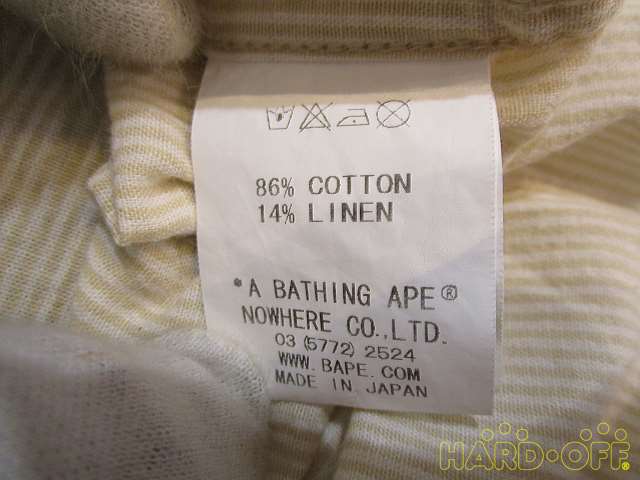 86% COTTON
14% LINEN
*A BATHING APE®
NOWHERE CO.,LTD.
03 (5772) 2524
WWW.BAPE.COM
MADE IN JAPAN
HARD·OFF®